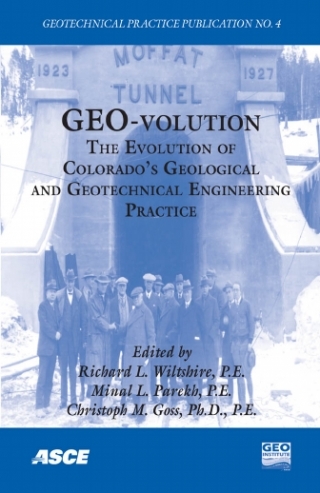 GEOTECHNICAL PRACTICE PUBLICATION NO. 4
MOFFAT
1923 1927
TUNNEL
GEO-VOLUTION
THE EVOLUTION OF
COLORADO'S GEOLOGICAL
AND GEOTECHNICAL ENGINEERING
PRACTICE
Edited by
Richard L. Wiltshire, P.E.
Minal L. Parekh, P.E.
Christoph M. Goss, Ph.D., P.E.
ASCE
GEO
INSTITUTE